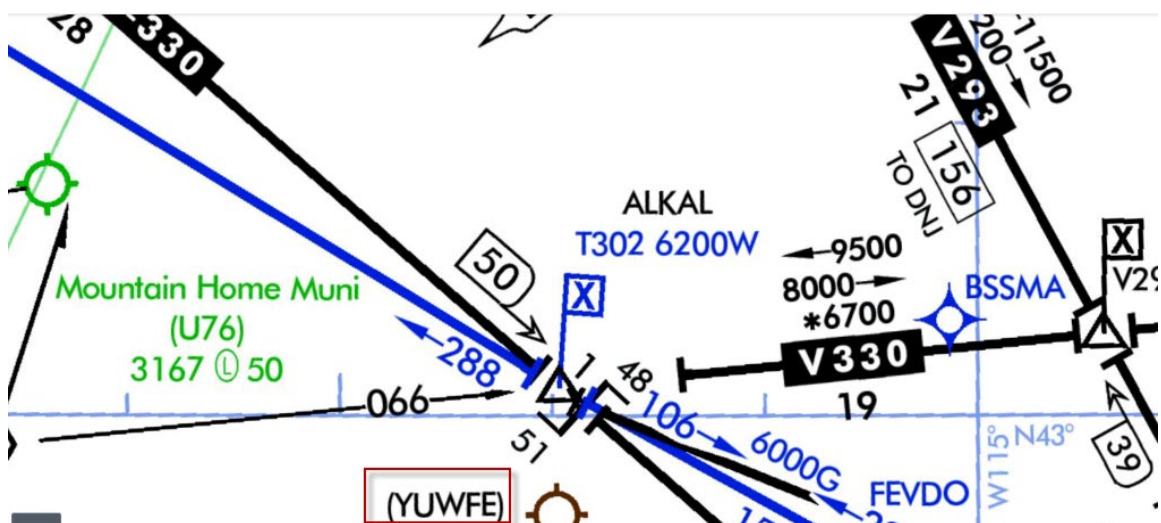 28
330
V293
21
156
TO DNJ
11500
200
ALKAL
T302 6200W
50
X
9500
8000
*6700
BSSMA
X
V29
V330
19
Mountain Home Muni
(U76)
3167 Ⓛ 50
288
066
1
48
51
106
6000G
FEVDO
W115° N43°
39
(YUWFE)